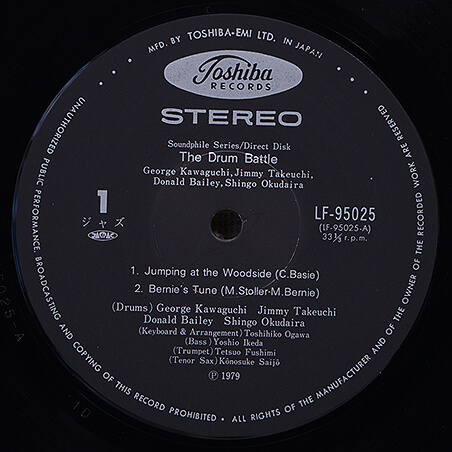 MFD. BY TOSHIBA-EMI LTD. IN JAPAN
Toshiba
RECORDS
STEREO
Soundphile Series/Direct Disk
The Drum Battle
George Kawaguchi, Jimmy Takeuchi,
Donald Bailey, Shingo Okudaira
1
ジャズ
LF-95025
(LF-95025-A)
33⅓ r.p.m.
1. Jumping at the Woodside (C.Basie)
2. Bernie's Tune (M.Stoller-M.Bernie)
(Drums) George Kawaguchi Jimmy Takeuchi
Donald Bailey Shingo Okudaira
(Keyboard & Arrangement) Toshihiko Ogawa
(Bass) Yoshio Ikeda
(Trumpet) Tetsuo Fushimi
(Tenor Sax) Kōnosuke Saijō
Ⓟ 1979
UNAUTHORIZED PUBLIC PERFORMANCE, BROADCASTING AND COPYING OF THIS RECORD PROHIBITED • ALL RIGHTS OF THE MANUFACTURER AND OF THE OWNER OF THE RECORDED WORK ARE RESERVED